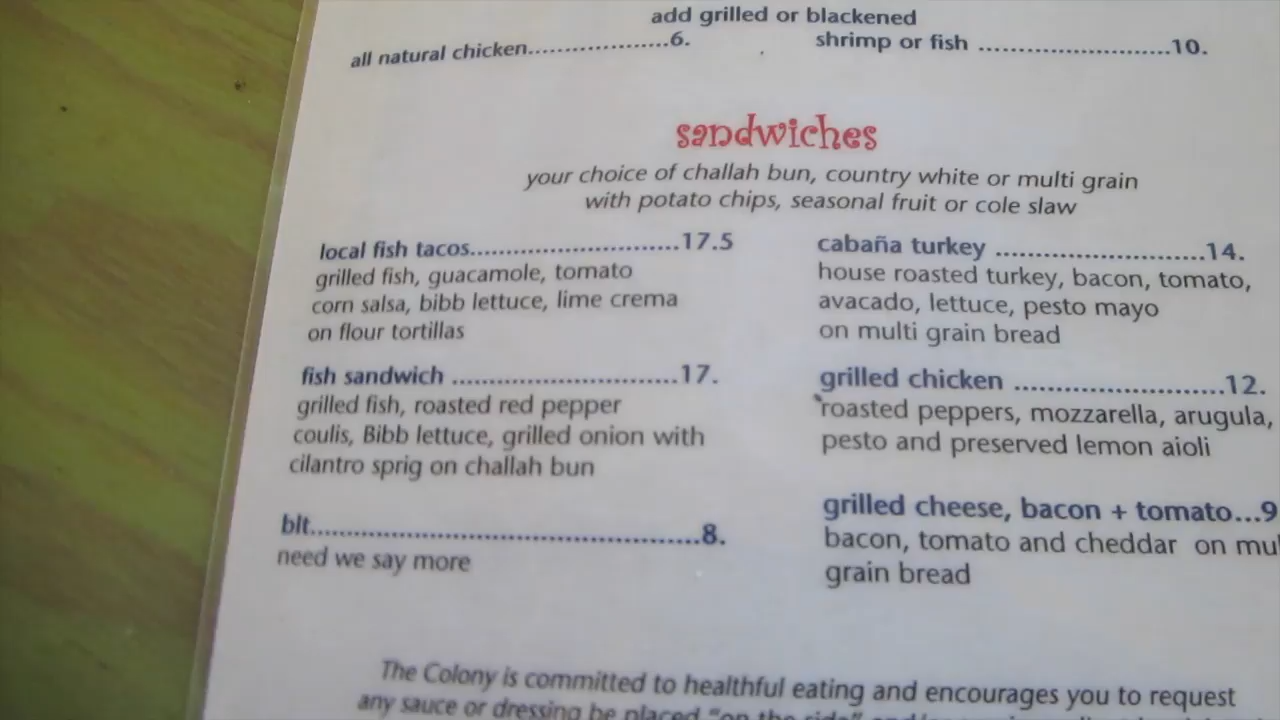 add grilled or blackened
all natural chicken...................6.
shrimp or fish ..........................10.
sandwiches
your choice of challah bun, country white or multi grain
with potato chips, seasonal fruit or cole slaw
local fish tacos............................17.5
grilled fish, guacamole, tomato
corn salsa, bibb lettuce, lime crema
on flour tortillas
fish sandwich ..............................17.
grilled fish, roasted red pepper
coulis, Bibb lettuce, grilled onion with
cilantro sprig on challah bun
blt....................................................8.
need we say more
cabaña turkey ...........................14.
house roasted turkey, bacon, tomato,
avacado, lettuce, pesto mayo
on multi grain bread
grilled chicken ...........................12.
roasted peppers, mozzarella, arugula,
pesto and preserved lemon aioli
grilled cheese, bacon + tomato...9
bacon, tomato and cheddar on mul
grain bread
The Colony is committed to healthful eating and encourages you to request
any sauce or dressing be placed "on the side"